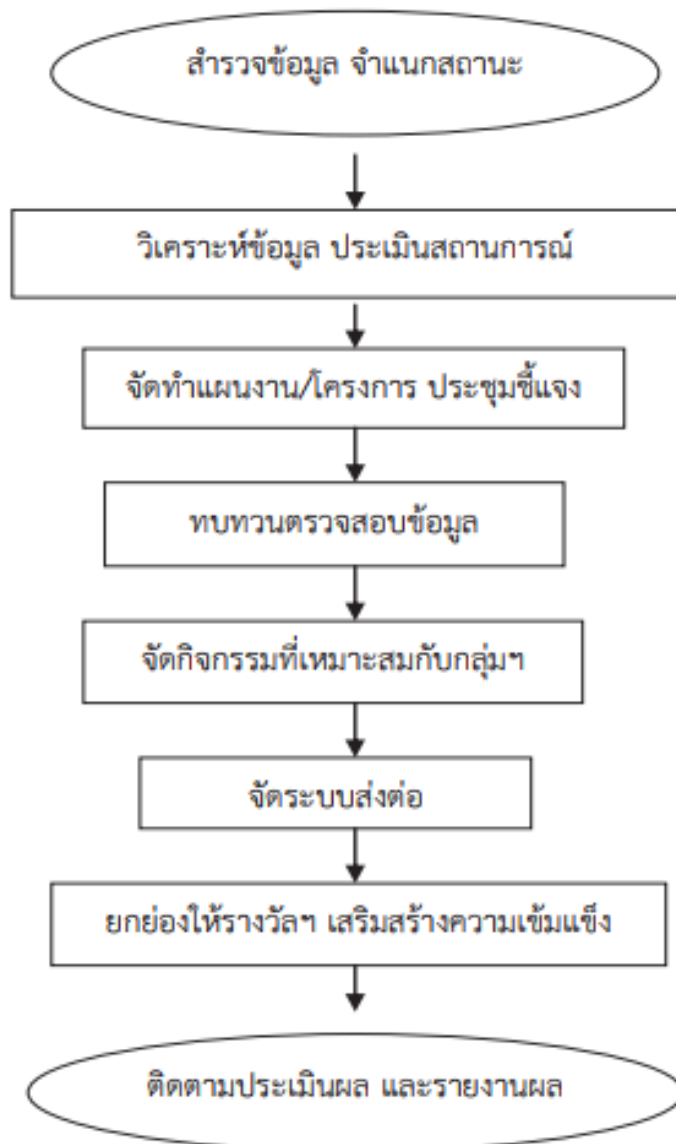 สำรวจข้อมูล จำแนกสถานะ
วิเคราะห์ข้อมูล ประเมินสถานการณ์
จัดทำแผนงาน/โครงการ ประชุมชี้แจง
ทบทวนตรวจสอบข้อมูล
จัดกิจกรรมที่เหมาะสมกับกลุ่มฯ
จัดระบบส่งต่อ
ยกย่องให้รางวัลฯ เสริมสร้างความเข้มแข็ง
ติดตามประเมินผล และรายงานผล